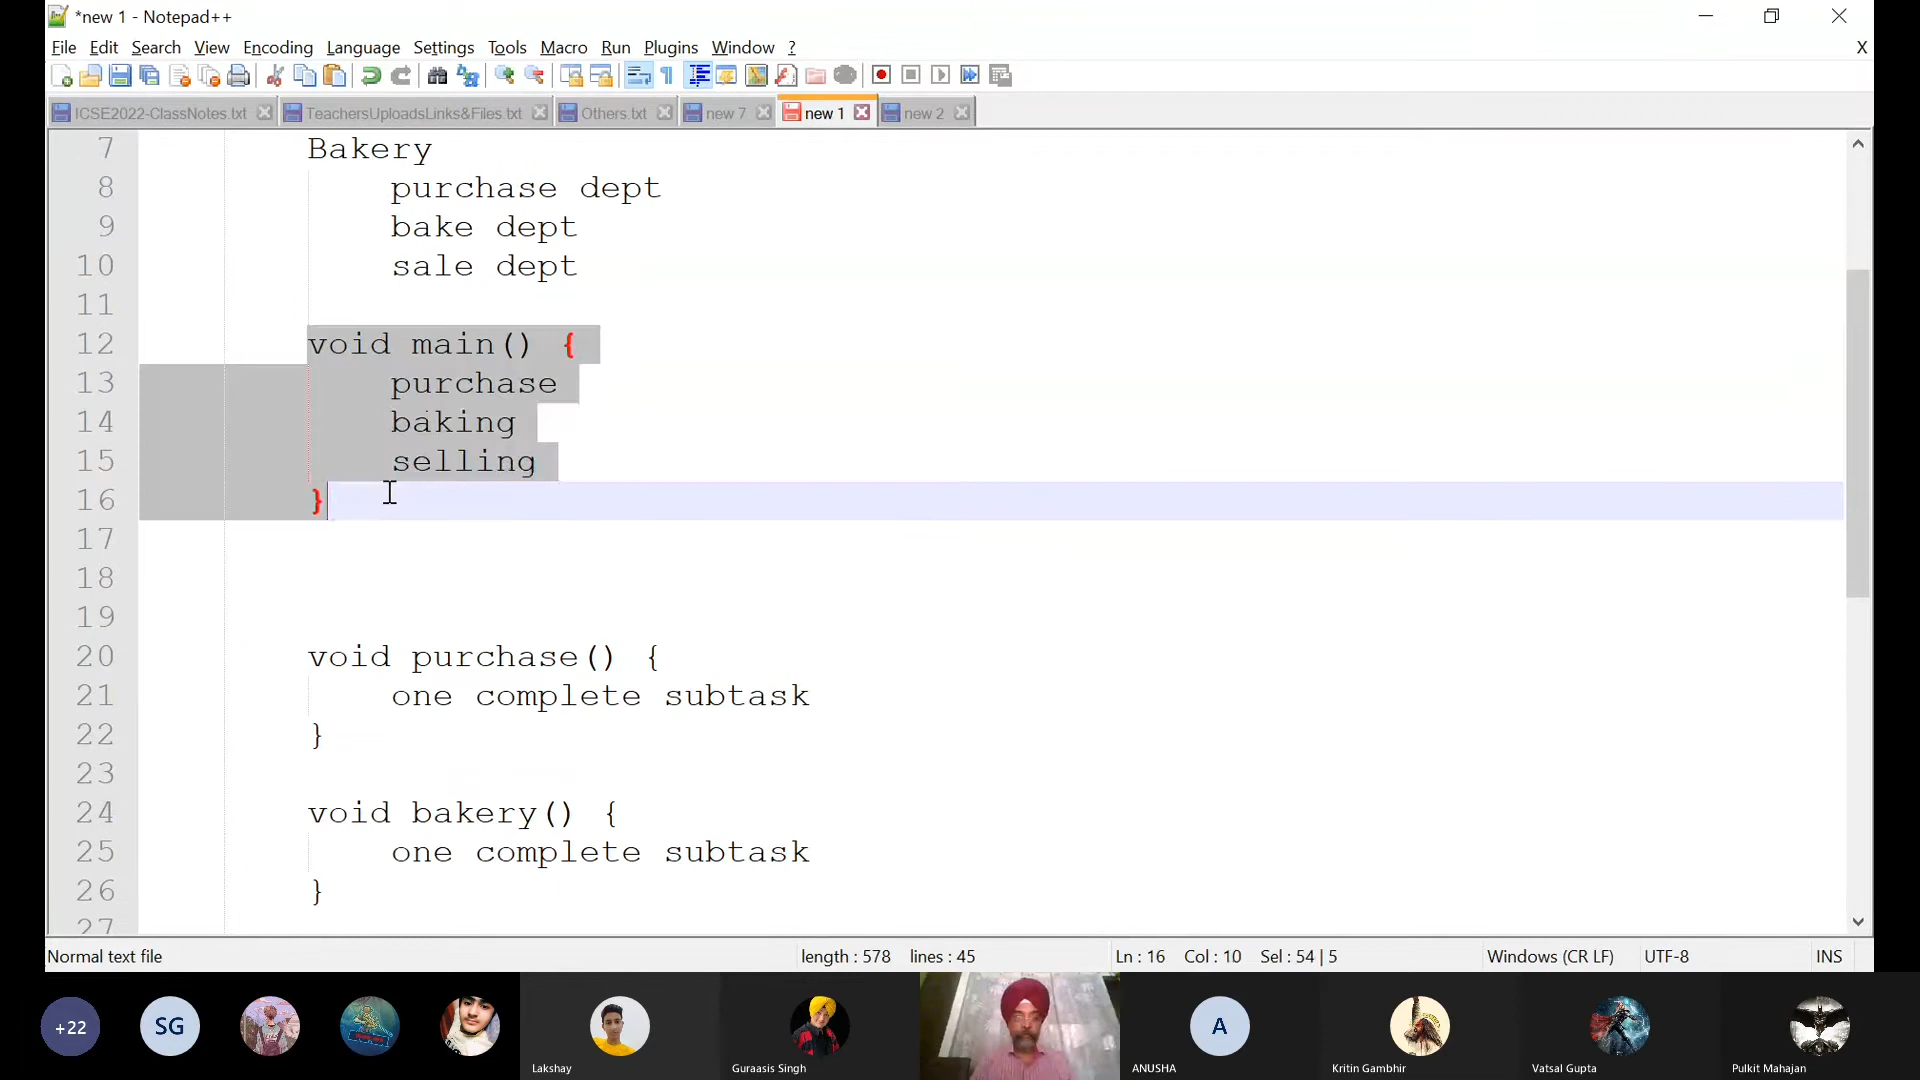 *new 1 - Notepad++
File Edit Search View Encoding Language Settings Tools Macro Run Plugins Window ? X
ICSE2022-ClassNotes.txt TeachersUploadsLinks&Files.txt Others.txt new 7 new 1 new 2
7 Bakery
8 purchase dept
9 bake dept
10 sale dept
11
12 void main() {
13 purchase
14 baking
15 selling
16 }
17
18
19
20 void purchase() {
21 one complete subtask
22 }
23
24 void bakery() {
25 one complete subtask
26 }
27
Normal text file length : 578 lines : 45 Ln : 16 Col : 10 Sel : 54 | 5 Windows (CR LF) UTF-8 INS
+22 SG A
Lakshay Guraasis Singh ANUSHA Kritin Gambhir Vatsal Gupta Pulkit Mahajan